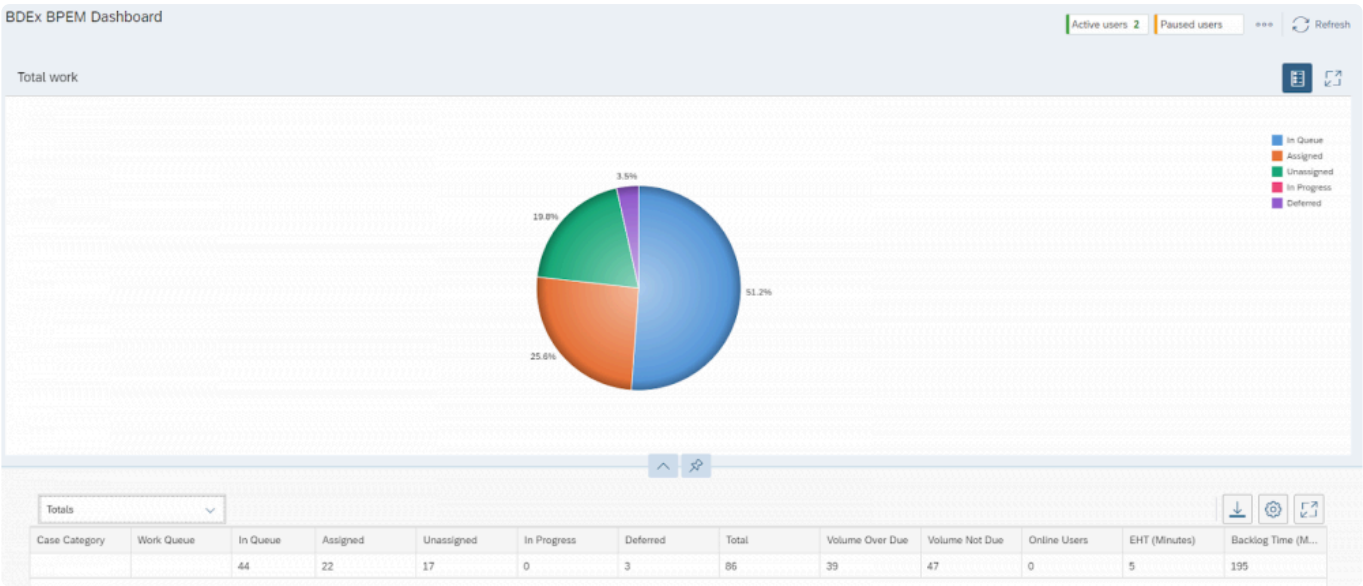 BDEx BPEM Dashboard
Active users 2 Paused users Refresh
Total work
In Queue
Assigned
Unassigned
In Progress
Deferred
3.5%
19.8%
51.2%
25.6%
Totals
Case Category Work Queue In Queue Assigned Unassigned In Progress Deferred Total Volume Over Due Volume Not Due Online Users EHT (Minutes) Backlog Time (M...
44 22 17 0 3 86 39 47 0 5 195